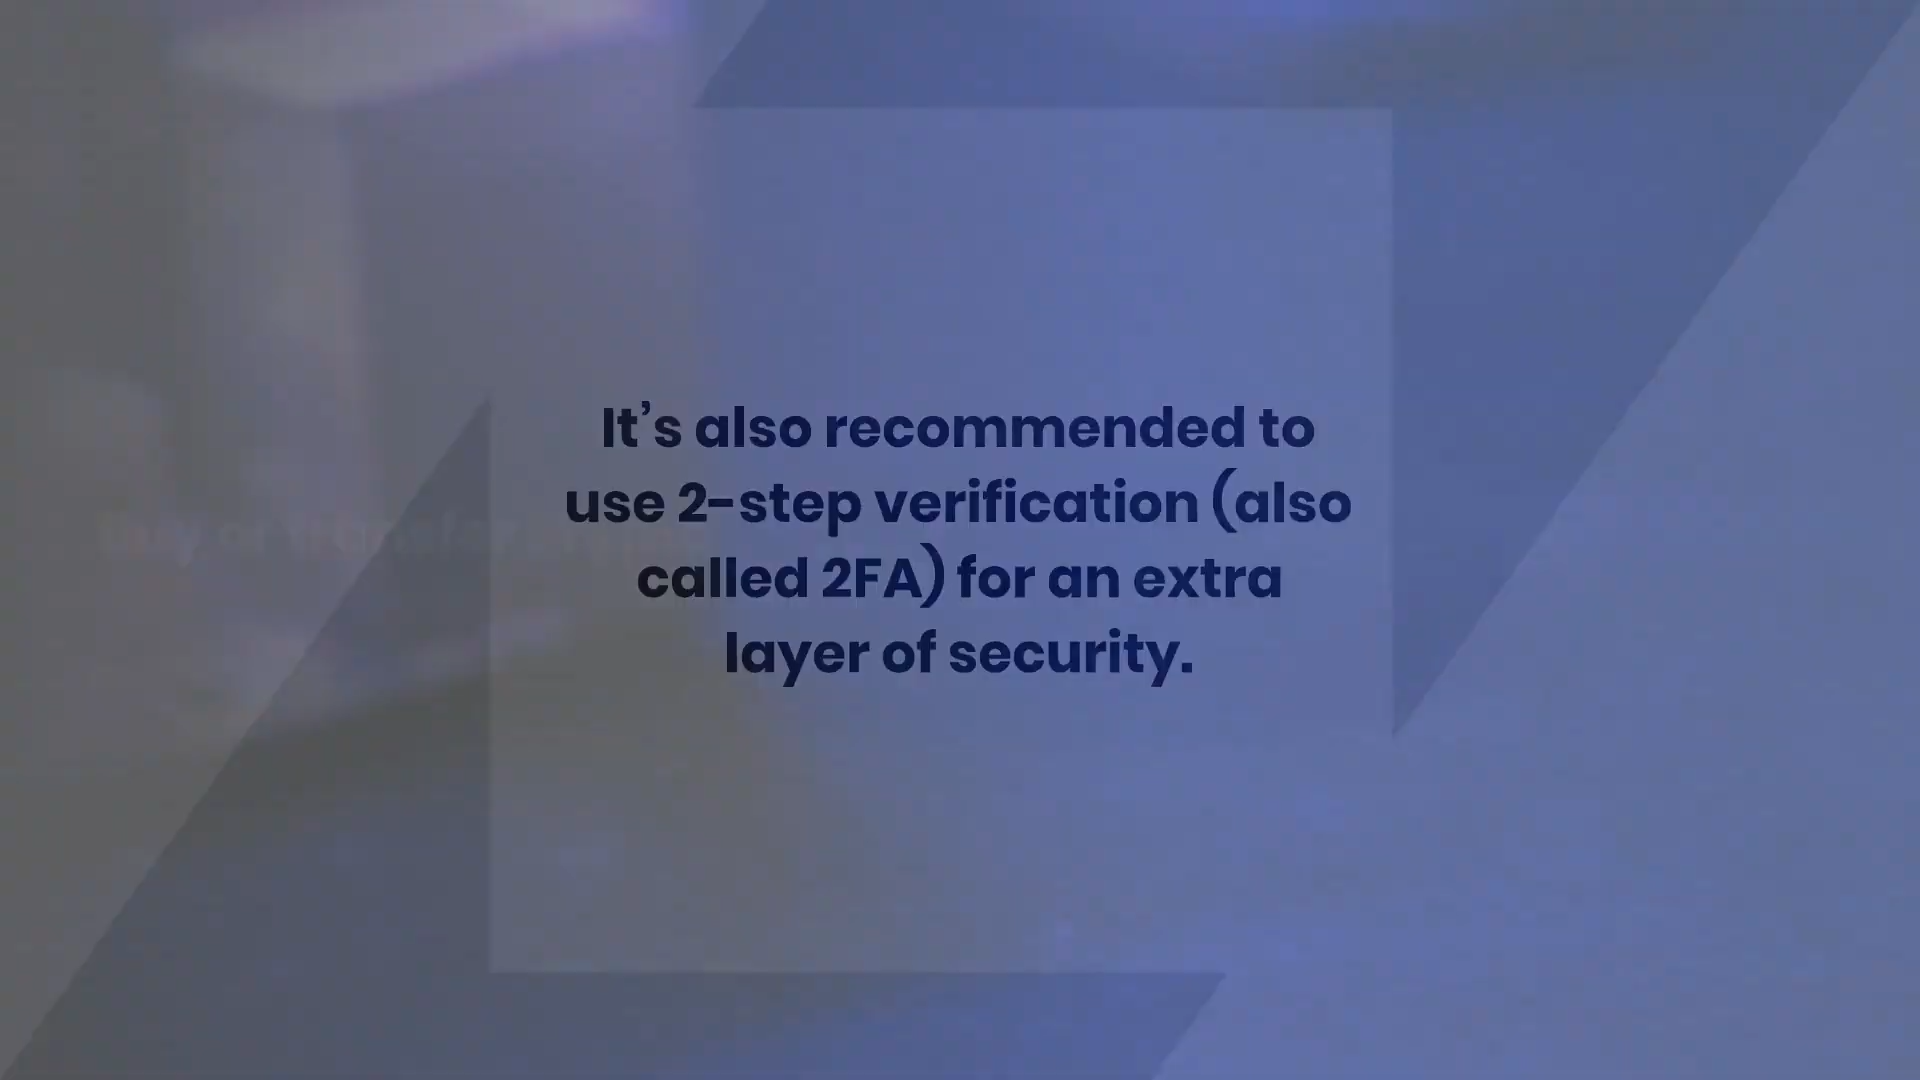 It’s also recommended to
use 2-step verification (also
called 2FA) for an extra
layer of security.